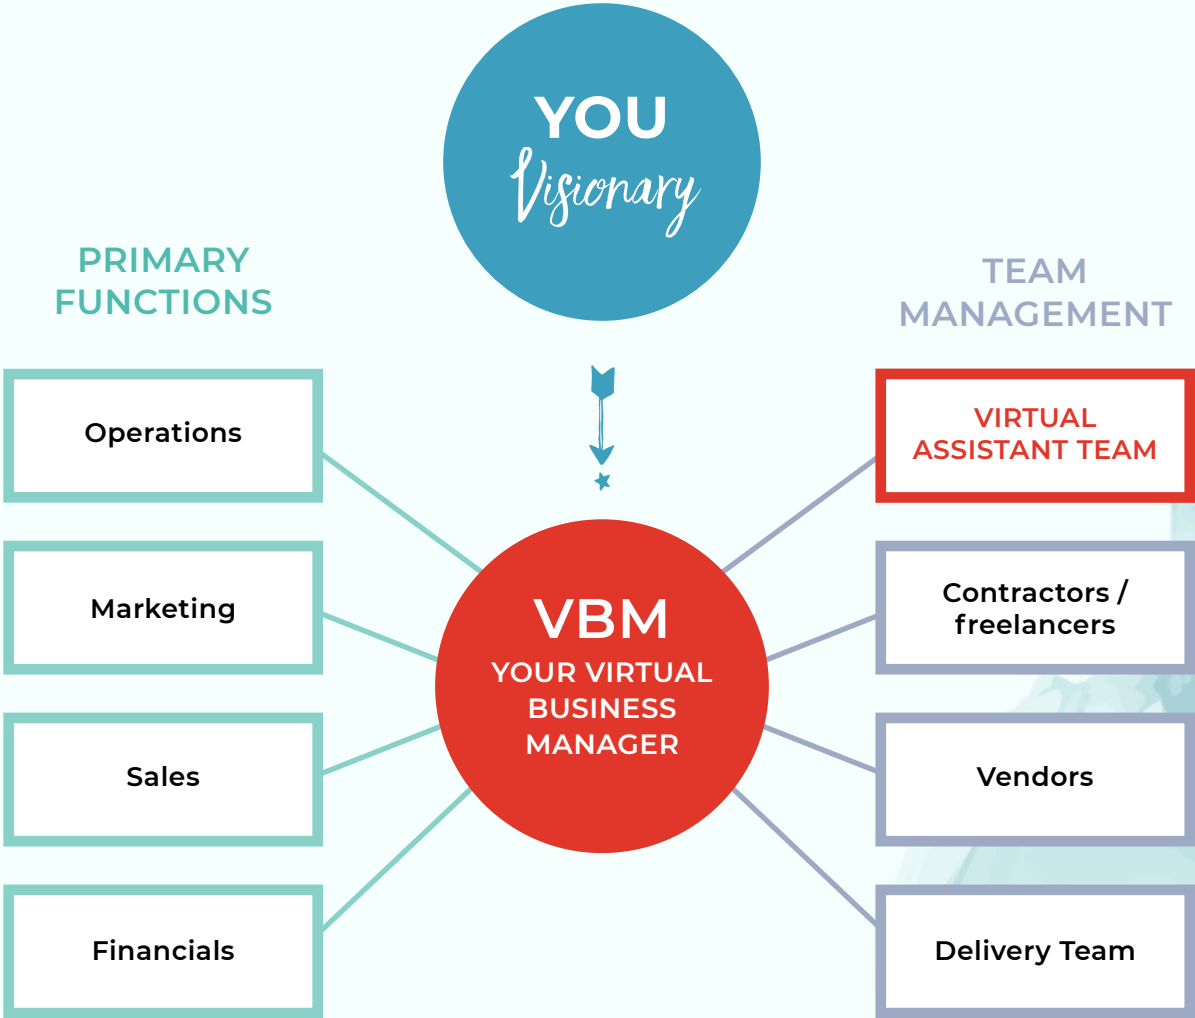 YOU
Visionary
PRIMARY
FUNCTIONS
Operations
Marketing
Sales
Financials
VBM
YOUR VIRTUAL
BUSINESS
MANAGER
TEAM
MANAGEMENT
VIRTUAL
ASSISTANT TEAM
Contractors /
freelancers
Vendors
Delivery Team